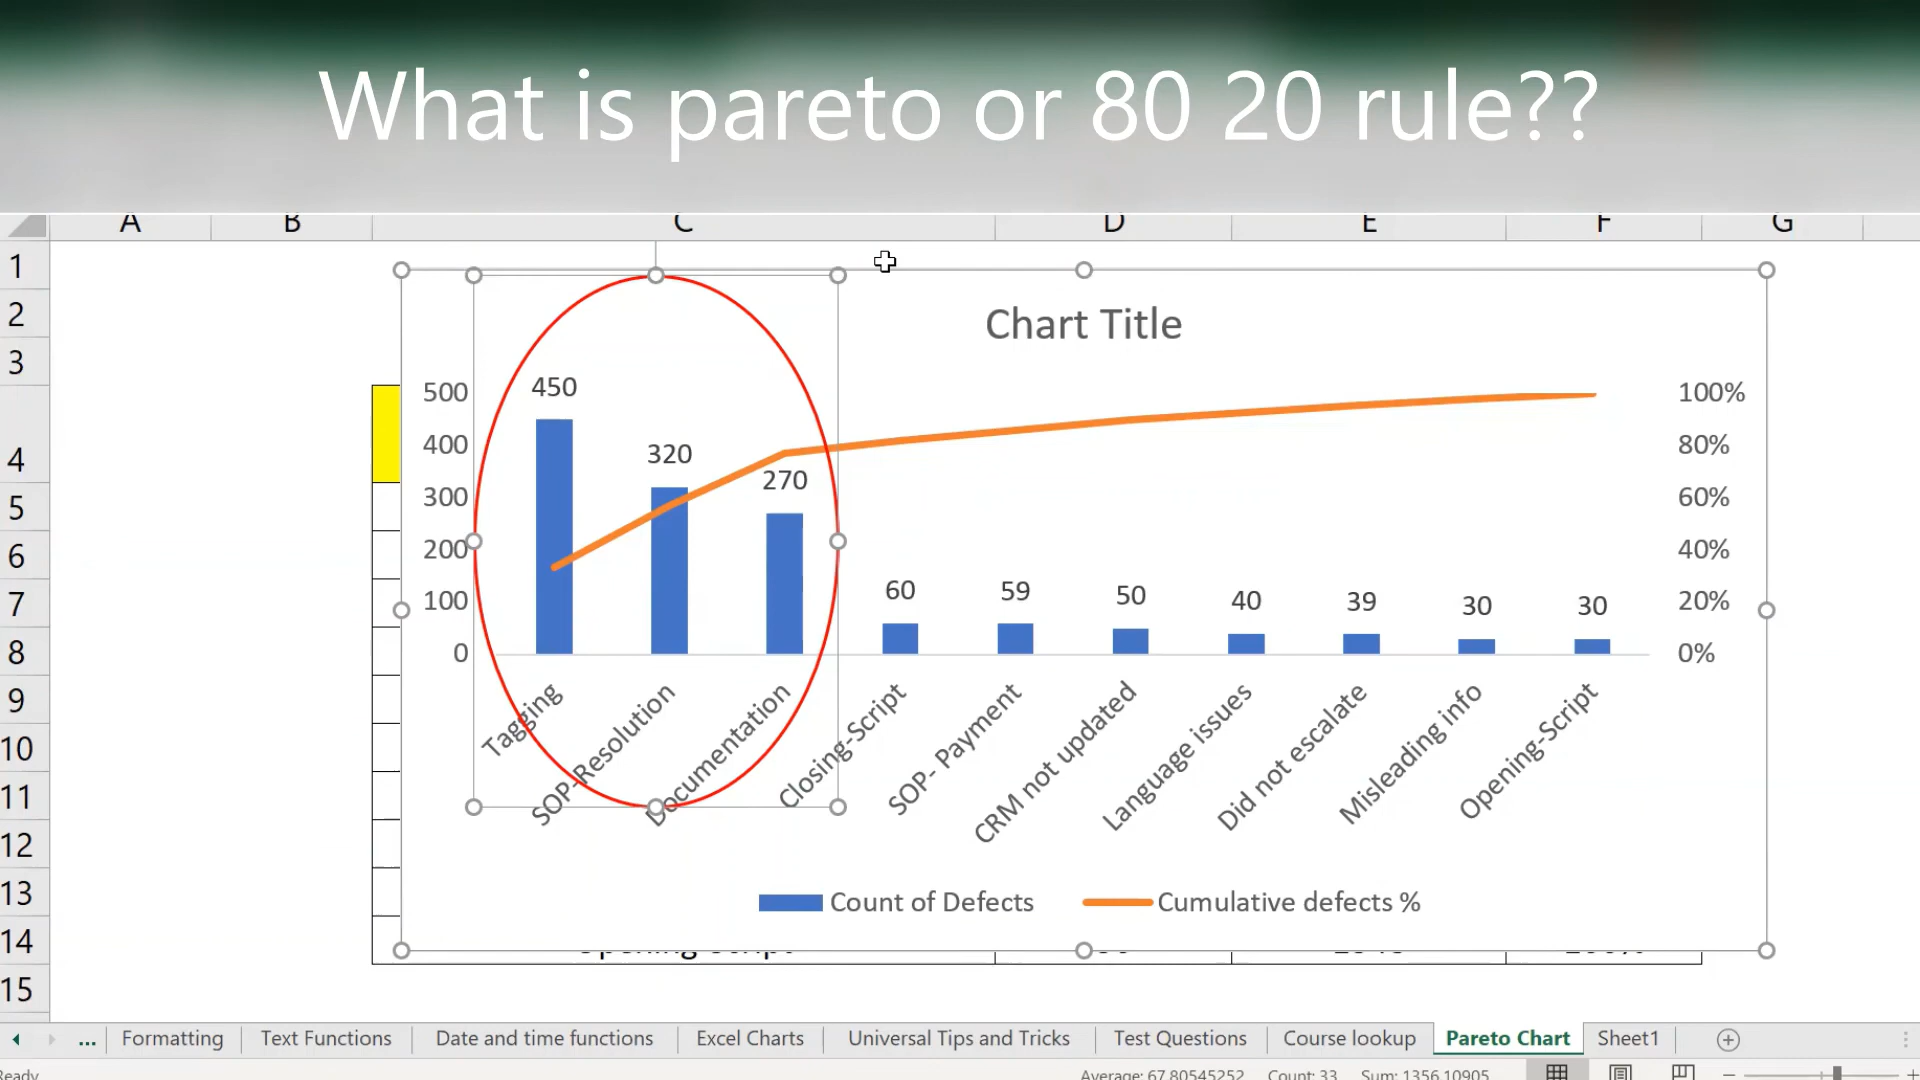 What is pareto or 80 20 rule??
A B C D E F G
1
2
3
4
5
6
7
8
9
10
11
12
13
14
15
Chart Title
500
400
300
200
100
0
450
320
270
60
59
50
40
39
30
30
100%
80%
60%
40%
20%
0%
Tagging
SOP-Resolution
Documentation
Closing-Script
SOP- Payment
CRM not updated
Language issues
Did not escalate
Misleading info
Opening-Script
Count of Defects Cumulative defects %
... Formatting Text Functions Date and time functions Excel Charts Universal Tips and Tricks Test Questions Course lookup Pareto Chart Sheet1
Average: 67.80545252 Count: 33 Sum: 1356.10905